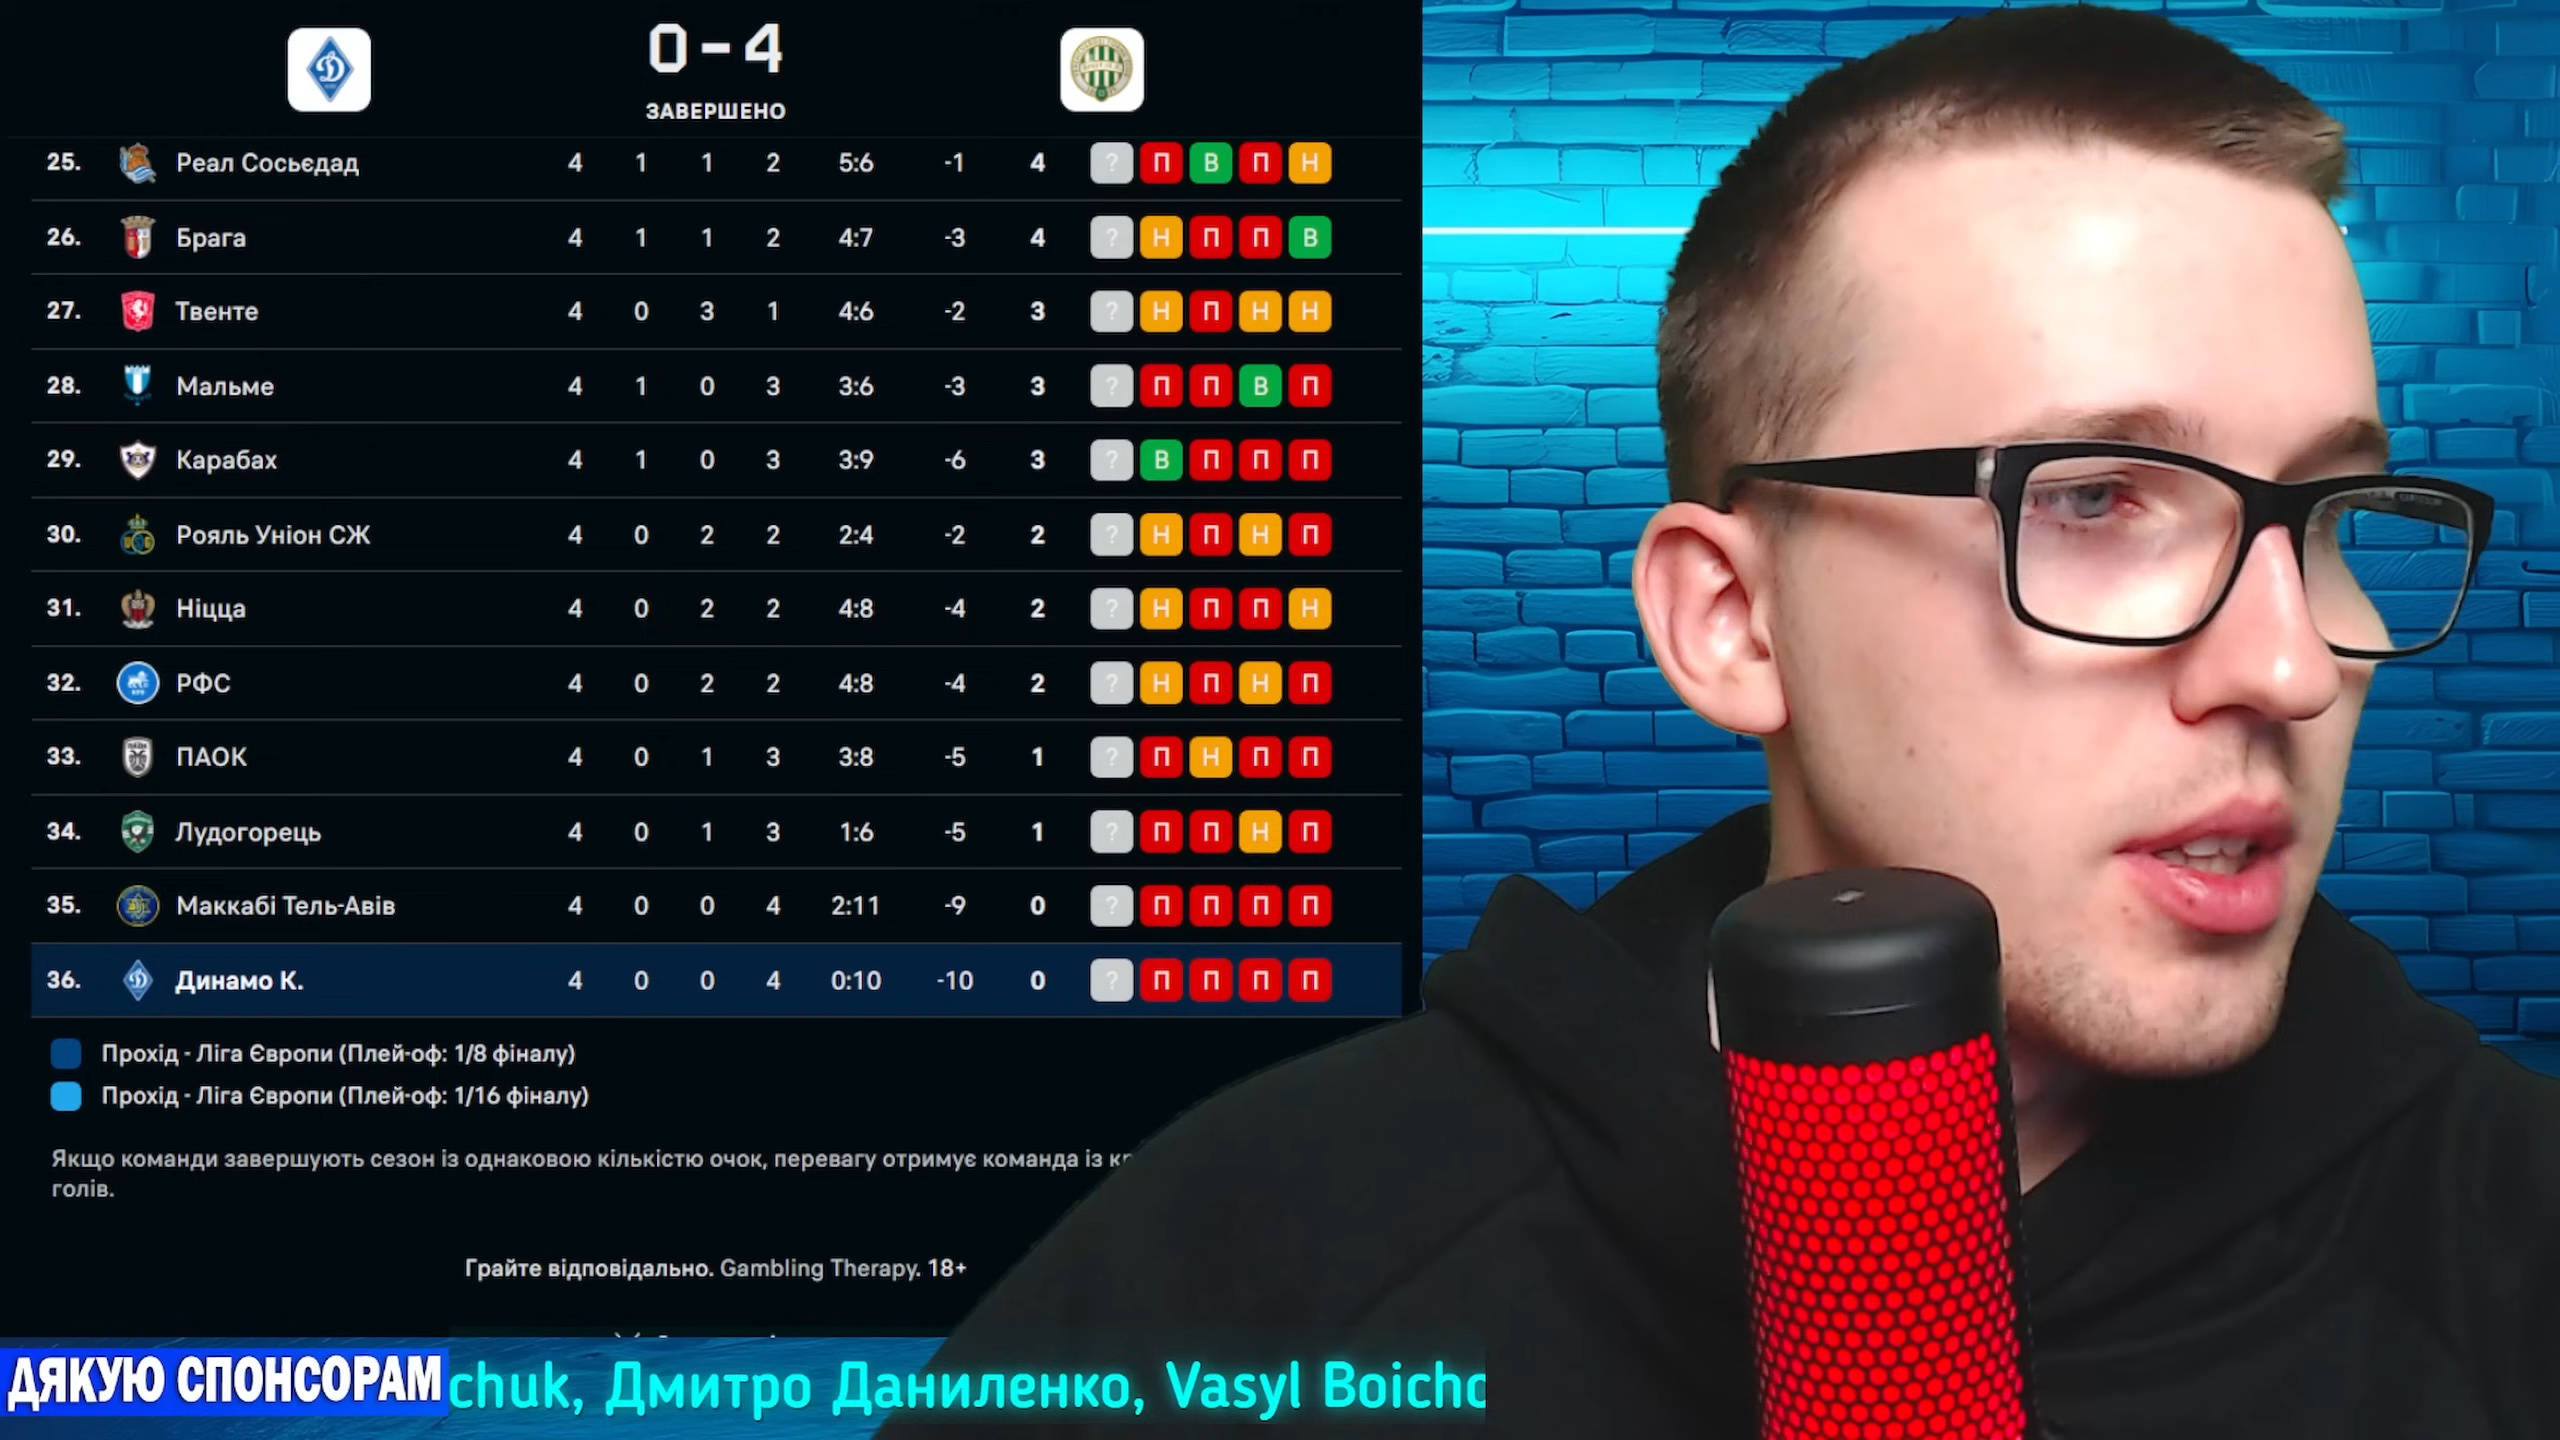 0 - 4
ЗАВЕРШЕНО
25. Реал Сосьєдад 4 1 1 2 5:6 -1 4 ? П В П Н
26. Брага 4 1 1 2 4:7 -3 4 ? Н П П В
27. Твенте 4 0 3 1 4:6 -2 3 ? Н П Н Н
28. Мальме 4 1 0 3 3:6 -3 3 ? П П В П
29. Карабах 4 1 0 3 3:9 -6 3 ? В П П П
30. Рояль Уніон СЖ 4 0 2 2 2:4 -2 2 ? Н П Н П
31. Ніцца 4 0 2 2 4:8 -4 2 ? Н П П Н
32. РФС 4 0 2 2 4:8 -4 2 ? Н П Н П
33. ПАОК 4 0 1 3 3:8 -5 1 ? П Н П П
34. Лудогорець 4 0 1 3 1:6 -5 1 ? П П Н П
35. Маккабі Тель-Авів 4 0 0 4 2:11 -9 0 ? П П П П
36. Динамо К. 4 0 0 4 0:10 -10 0 ? П П П П
Прохід - Ліга Європи (Плей-оф: 1/8 фіналу)
Прохід - Ліга Європи (Плей-оф: 1/16 фіналу)
Якщо команди завершують сезон із однаковою кількістю очок, перевагу отримує команда із
голів.
Грайте відповідально. Gambling Therapy. 18+
ДЯКУЮ СПОНСОРАМ chuk, Дмитро Даниленко, Vasyl Boicho